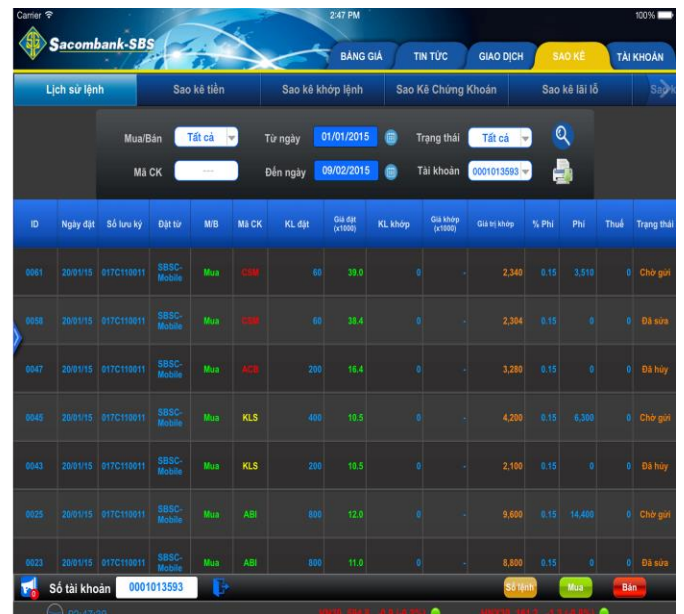 Carrier 2:47 PM 100%
Sacombank-SBS
BẢNG GIÁ TIN TỨC GIAO DỊCH SAO KÊ TÀI KHOẢN
Lịch sử lệnh Sao kê tiền Sao kê khớp lệnh Sao Kê Chứng Khoán Sao kê lãi lỗ Sao k
Mua/Bán Tất cả Từ ngày 01/01/2015 Trạng thái Tất cả
Mã CK ---- Đến ngày 09/02/2015 Tài khoản 0001013593
ID Ngày đặt Số lưu ký Đặt từ M/B Mã CK KL đặt Giá đặt (x1000) KL khớp Giá khớp (x1000) Giá trị khớp % Phí Phí Thuế Trạng thái
0061 20/01/15 017C110011 SBSC-Mobile Mua CSM 60 39.0 0 - 2,340 0.15 3,510 0 Chờ gửi
0058 20/01/15 017C110011 SBSC-Mobile Mua CSM 60 38.4 0 - 2,304 0.15 0 0 Đã sửa
0047 20/01/15 017C110011 SBSC-Mobile Mua ACB 200 16.4 0 - 3,280 0.15 0 0 Đã hủy
0045 20/01/15 017C110011 SBSC-Mobile Mua KLS 400 10.5 0 - 4,200 0.15 6,300 0 Chờ gửi
0043 20/01/15 017C110011 SBSC-Mobile Mua KLS 200 10.5 0 - 2,100 0.15 0 0 Đã hủy
0025 20/01/15 017C110011 SBSC-Mobile Mua ABI 800 12.0 0 - 9,600 0.15 14,400 0 Chờ gửi
0023 20/01/15 017C110011 SBSC-Mobile Mua ABI 800 11.0 0 - 8,800 0.15 0 0 Đã sửa
Số tài khoản 0001013593 Sổ lệnh Mua Bán